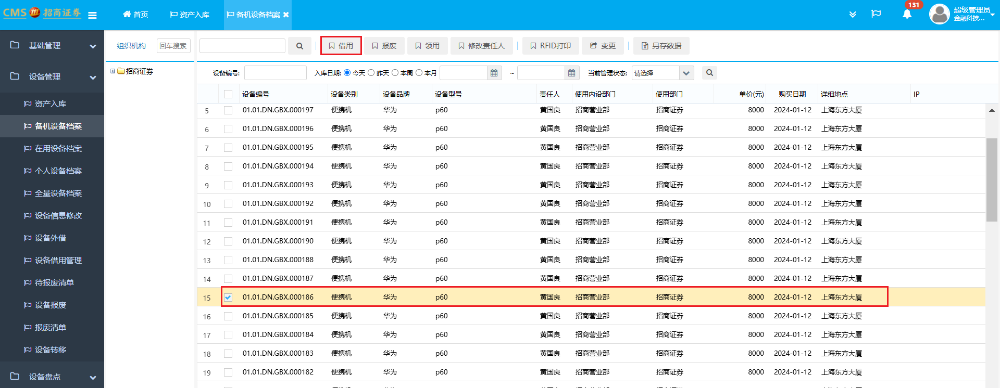 CMS 招商证券 首页 资产入库 备机设备档案 131 超级管理员
金融科技...
基础管理
设备管理
资产入库
备机设备档案
在用设备档案
个人设备档案
全量设备档案
设备信息修改
设备外借
设备借用管理
待报废清单
设备报废
报废清单
设备转移
设备盘点
组织机构 回车搜索
招商证券
借用 报废 领用 修改责任人 RFID打印 变更 另存数据
设备编号: 入库日期: 今天 昨天 本周 本月 ~ 当前管理状态: 请选择
设备编号 设备类别 设备品牌 设备型号 责任人 使用内设部门 使用部门 单价(元) 购买日期 详细地点 IP
5 01.01.DN.GBX.000197 便携机 华为 p60 黄国良 招商营业部 招商证券 8000 2024-01-12 上海东方大厦
6 01.01.DN.GBX.000196 便携机 华为 p60 黄国良 招商营业部 招商证券 8000 2024-01-12 上海东方大厦
7 01.01.DN.GBX.000195 便携机 华为 p60 黄国良 招商营业部 招商证券 8000 2024-01-12 上海东方大厦
8 01.01.DN.GBX.000194 便携机 华为 p60 黄国良 招商营业部 招商证券 8000 2024-01-12 上海东方大厦
9 01.01.DN.GBX.000193 便携机 华为 p60 黄国良 招商营业部 招商证券 8000 2024-01-12 上海东方大厦
10 01.01.DN.GBX.000192 便携机 华为 p60 黄国良 招商营业部 招商证券 8000 2024-01-12 上海东方大厦
11 01.01.DN.GBX.000191 便携机 华为 p60 黄国良 招商营业部 招商证券 8000 2024-01-12 上海东方大厦
12 01.01.DN.GBX.000190 便携机 华为 p60 黄国良 招商营业部 招商证券 8000 2024-01-12 上海东方大厦
13 01.01.DN.GBX.000188 便携机 华为 p60 黄国良 招商营业部 招商证券 8000 2024-01-12 上海东方大厦
14 01.01.DN.GBX.000187 便携机 华为 p60 黄国良 招商营业部 招商证券 8000 2024-01-12 上海东方大厦
15 01.01.DN.GBX.000186 便携机 华为 p60 黄国良 招商营业部 招商证券 8000 2024-01-12 上海东方大厦
16 01.01.DN.GBX.000185 便携机 华为 p60 黄国良 招商营业部 招商证券 8000 2024-01-12 上海东方大厦
17 01.01.DN.GBX.000184 便携机 华为 p60 黄国良 招商营业部 招商证券 8000 2024-01-12 上海东方大厦
18 01.01.DN.GBX.000183 便携机 华为 p60 黄国良 招商营业部 招商证券 8000 2024-01-12 上海东方大厦
19 01.01.DN.GBX.000182 便携机 华为 p60 黄国良 招商营业部 招商证券 8000 2024-01-12 上海东方大厦